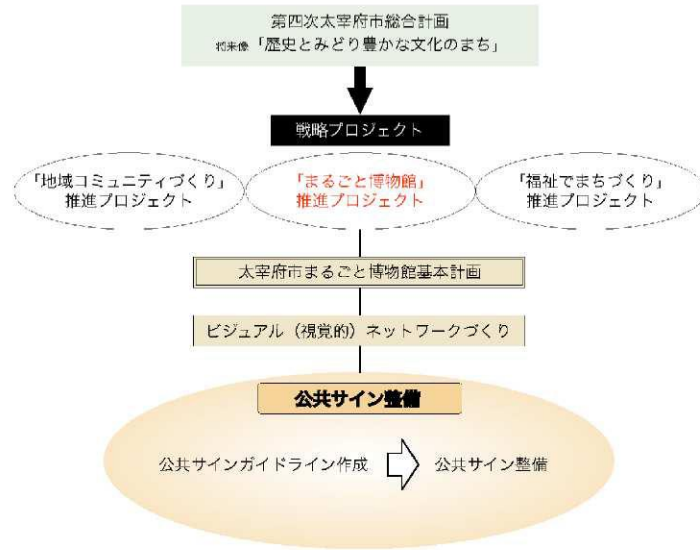 第四次太宰府市総合計画
将来像「歴史とみどり豊かな文化のまち」
戦略プロジェクト
「地域コミュニティづくり」
推進プロジェクト
「まるごと博物館」
推進プロジェクト
「福祉でまちづくり」
推進プロジェクト
太宰府市まるごと博物館基本計画
ビジュアル（視覚的）ネットワークづくり
公共サイン整備
公共サインガイドライン作成
公共サイン整備